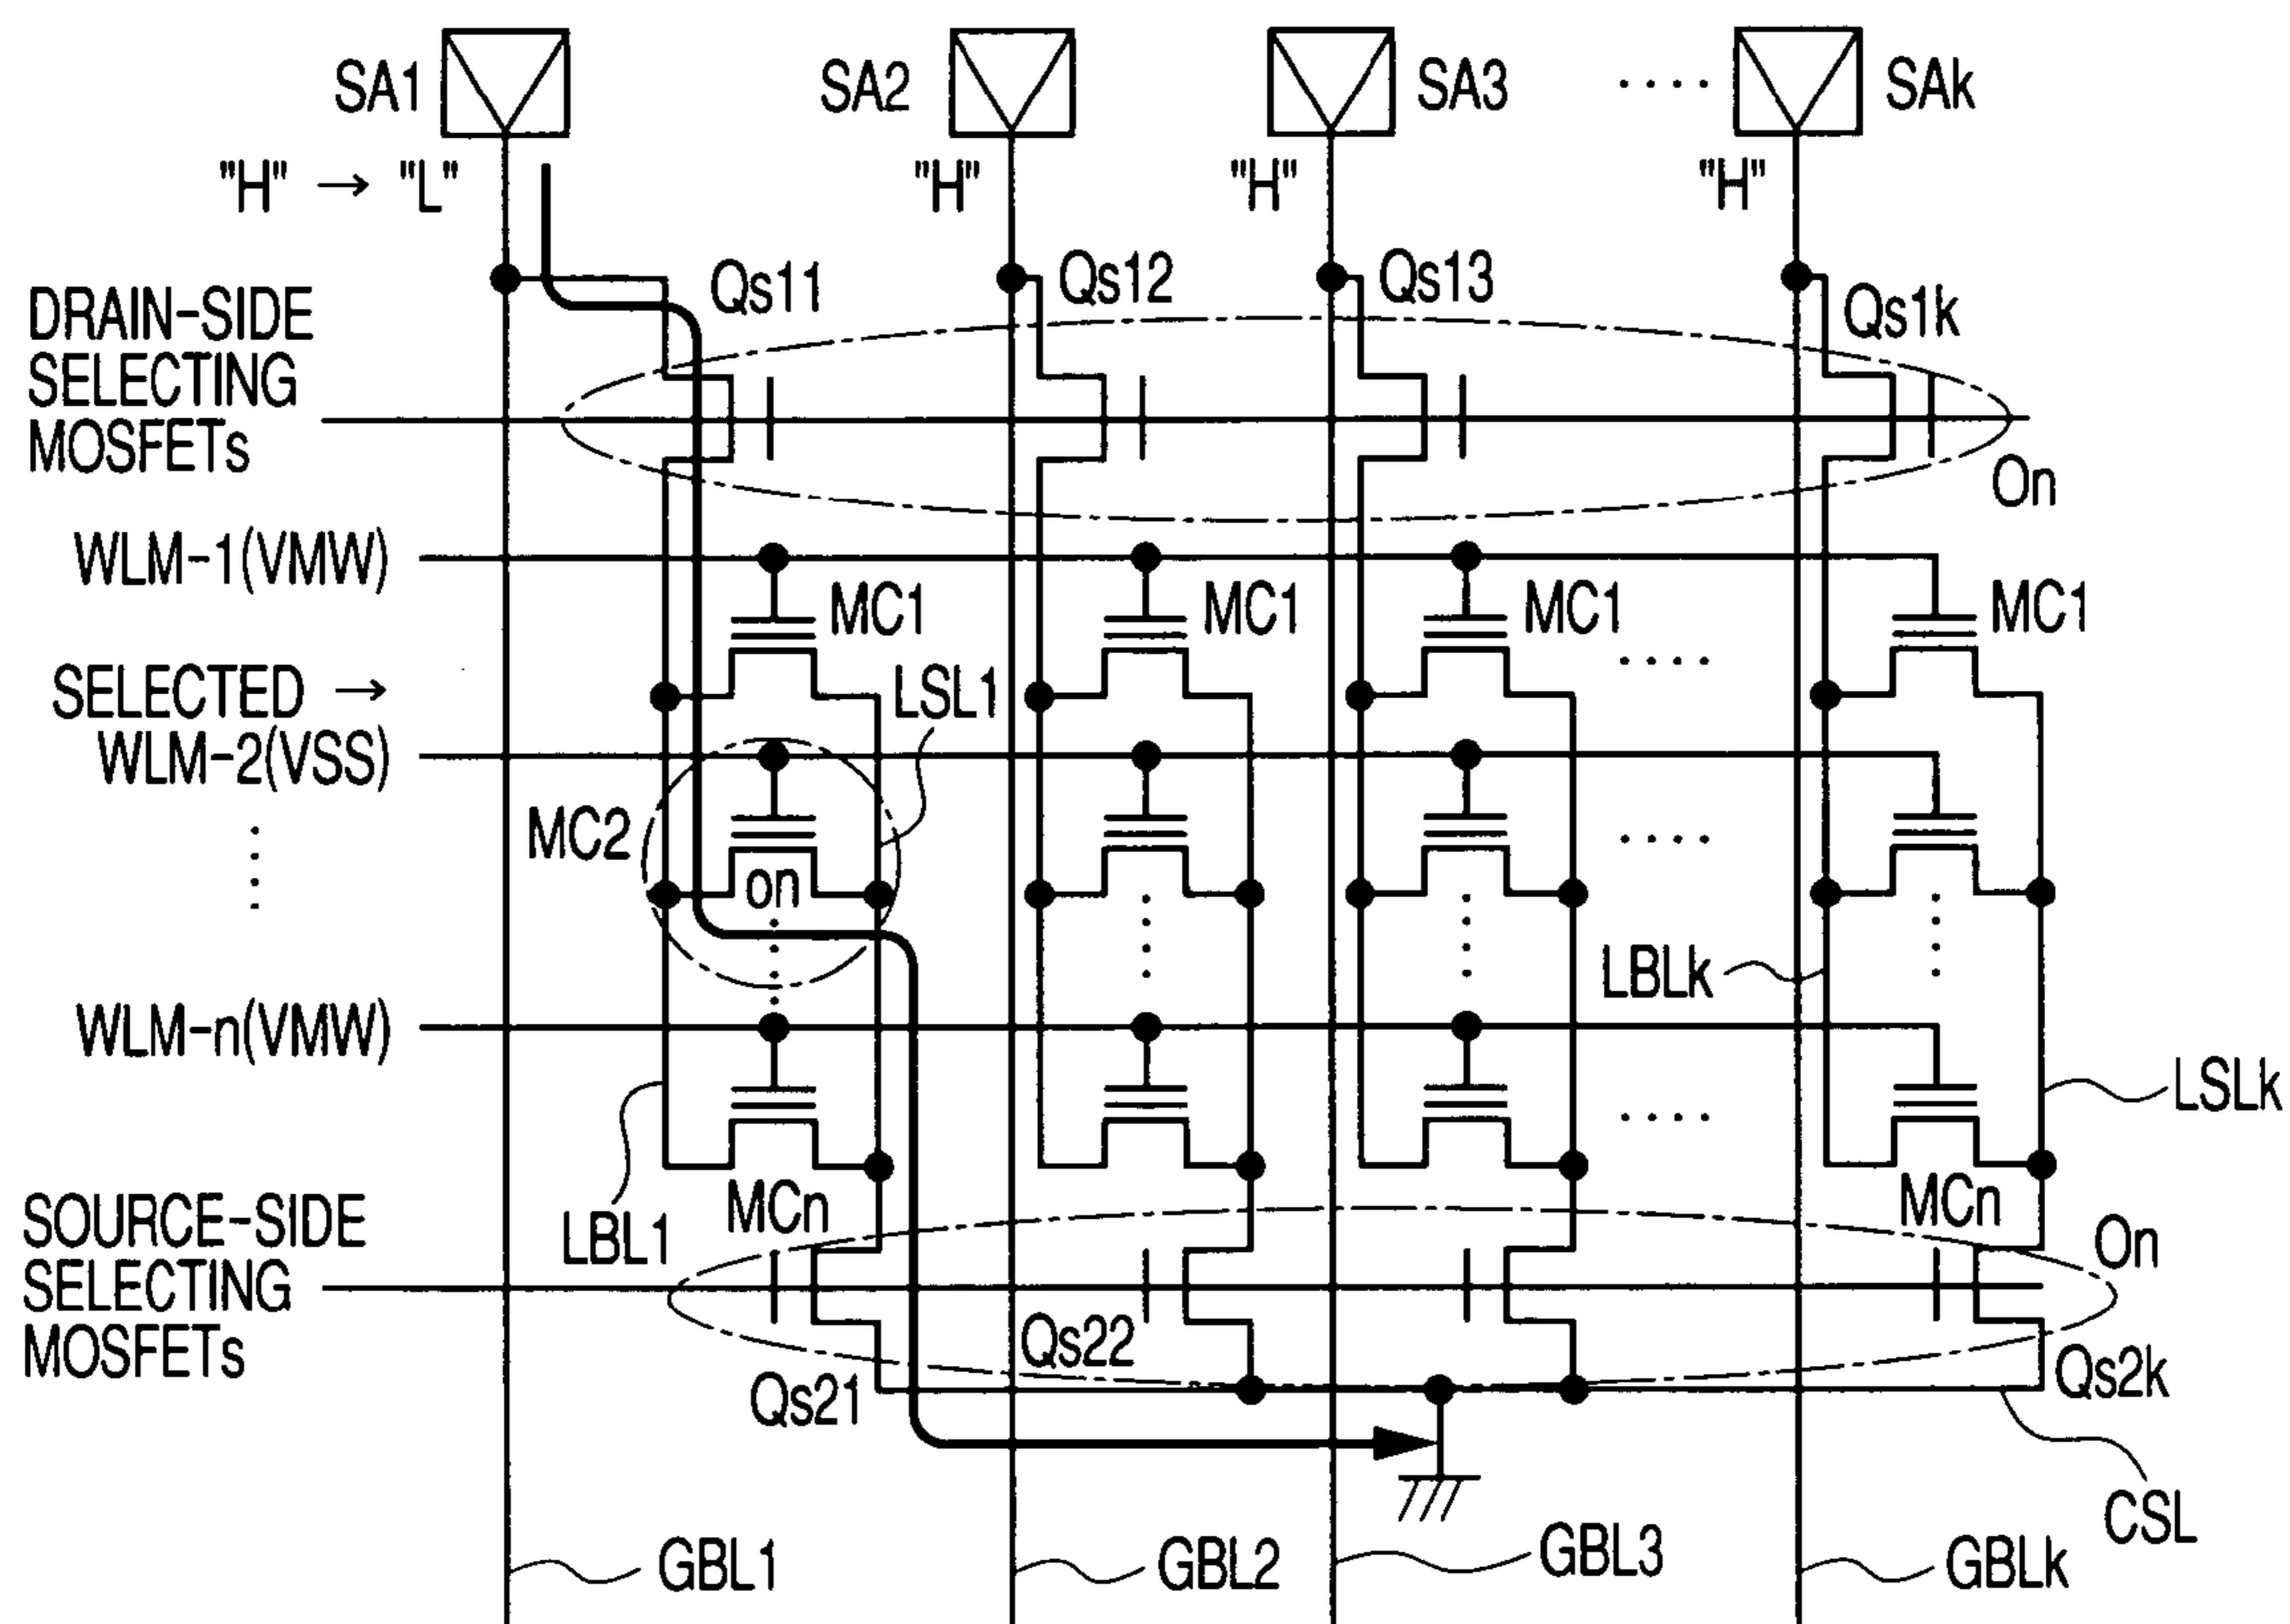 SA1
SA2
SA3
....
SAk
"H" → "L"
"H"
"H"
"H"
Qs11
Qs12
Qs13
Qs1k
DRAIN-SIDE
SELECTING
MOSFETs
On
WLM-1(VMW)
MC1
MC1
MC1
MC1
....
SELECTED →
LSL1
WLM-2(VSS)
MC2
on
....
LBLk
WLM-n(VMW)
LSLk
....
MCn
MCn
SOURCE-SIDE
SELECTING
MOSFETs
LBL1
On
Qs22
Qs21
Qs2k
CSL
GBL1
GBL2
GBL3
GBLk